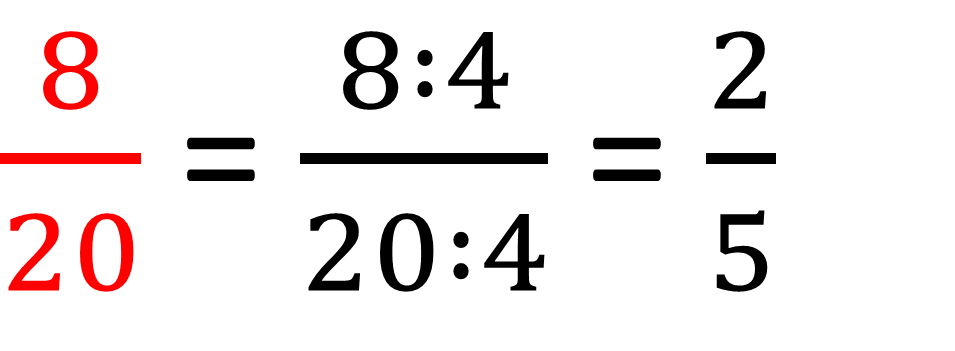 8/20 = 8:4/20:4 = 2/5